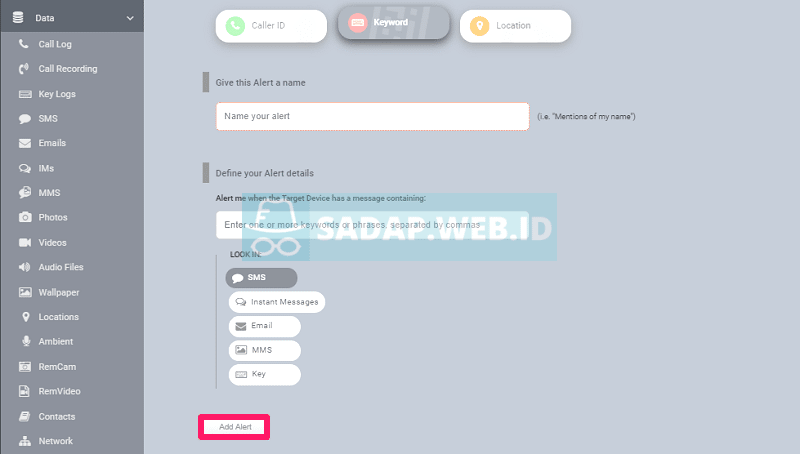 Data
Call Log
Call Recording
Key Logs
SMS
Emails
IMs
MMS
Photos
Videos
Audio Files
Wallpaper
Locations
Ambient
RemCam
RemVideo
Contacts
Network
Caller ID
Keyword
Location
Give this Alert a name
Name your alert
(i.e. "Mentions of my name")
Define your Alert details
Alert me when the Target Device has a message containing:
Enter one or more keywords or phrases, separated by commas
SADAP.WEB.ID
LOOK IN:
SMS
Instant Messages
Email
MMS
Key
Add Alert